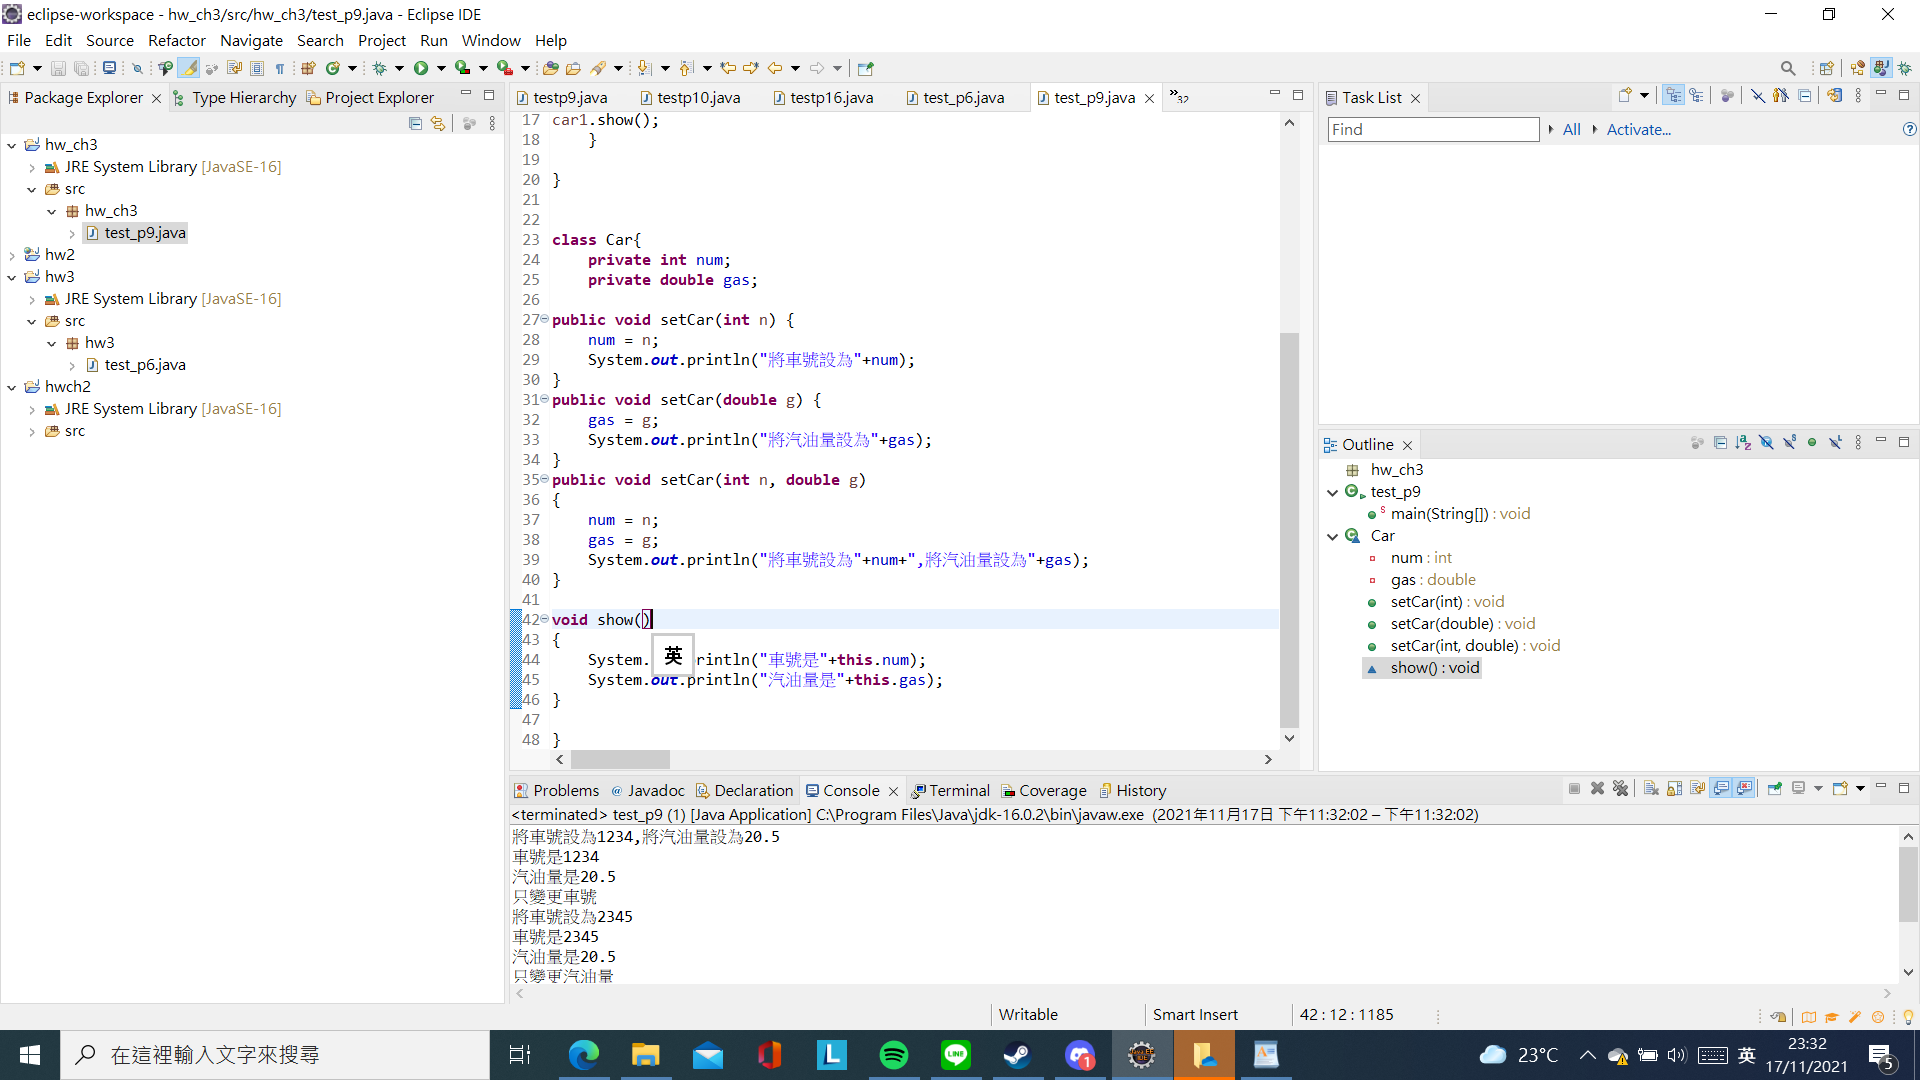 eclipse-workspace - hw_ch3/src/hw_ch3/test_p9.java - Eclipse IDE
File Edit Source Refactor Navigate Search Project Run Window Help
Package Explorer Type Hierarchy Project Explorer
hw_ch3
JRE System Library [JavaSE-16]
src
hw_ch3
test_p9.java
hw2
hw3
JRE System Library [JavaSE-16]
src
hw3
test_p6.java
hwch2
JRE System Library [JavaSE-16]
src
testp9.java testp10.java testp16.java test_p6.java test_p9.java »32
17 car1.show();
18 }
19
20 }
21
22
23 class Car{
24 private int num;
25 private double gas;
26
27 public void setCar(int n) {
28 num = n;
29 System.out.println("將車號設為"+num);
30 }
31 public void setCar(double g) {
32 gas = g;
33 System.out.println("將汽油量設為"+gas);
34 }
35 public void setCar(int n, double g)
36 {
37 num = n;
38 gas = g;
39 System.out.println("將車號設為"+num+",將汽油量設為"+gas);
40 }
41
42 void show()
43 {
44 System. 英 rintln("車號是"+this.num);
45 System.out.println("汽油量是"+this.gas);
46 }
47
48 }
Task List
Find All Activate...
Outline
hw_ch3
test_p9
main(String[]) : void
Car
num : int
gas : double
setCar(int) : void
setCar(double) : void
setCar(int, double) : void
show() : void
Problems @ Javadoc Declaration Console Terminal Coverage History
<terminated> test_p9 (1) [Java Application] C:\Program Files\Java\jdk-16.0.2\bin\javaw.exe (2021年11月17日 下午11:32:02 – 下午11:32:02)
將車號設為1234,將汽油量設為20.5
車號是1234
汽油量是20.5
只變更車號
將車號設為2345
車號是2345
汽油量是20.5
只變更汽油量
Writable Smart Insert 42 : 12 : 1185
在這裡輸入文字來搜尋
L
LINE
1
23°C
英
23:32
17/11/2021
5